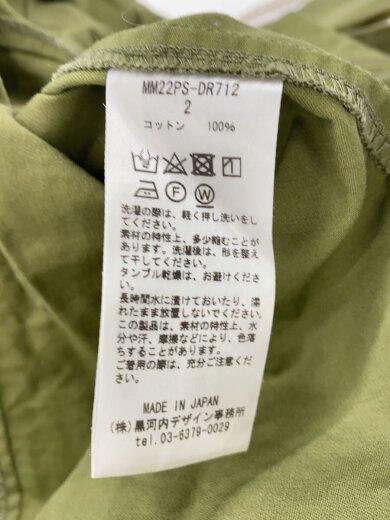 MM22PS-DR712
2
コットン 100%
F W
洗濯の際は、軽く押し洗いをし
てください。
素材の特性上、多少縮むことが
あります。洗濯後は、形を整え
て干してください。
タンブル乾燥は、お避けくださ
い。
長時間水に漬けておいたり、濡
れたまま放置しないでください。
この製品は、素材の特性上、水
分や汗、摩擦などにより、色落
ちすることがあります。
ご着用の際は、充分ご注意くだ
さい。
MADE IN JAPAN
(株)黒河内デザイン事務所
tel.03-6379-0029